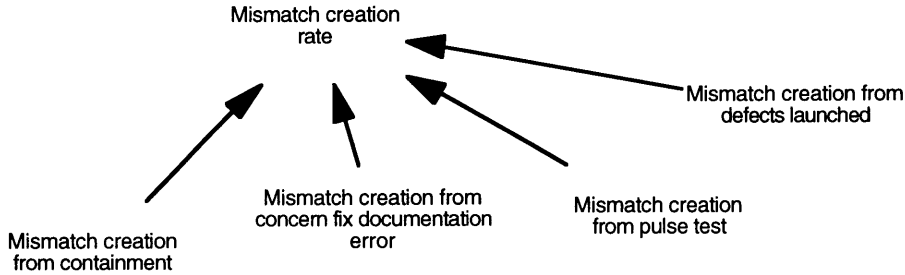 Mismatch creation
rate
Mismatch creation from
defects launched
Mismatch creation from
concern fix documentation
error
Mismatch creation
from pulse test
Mismatch creation
from containment